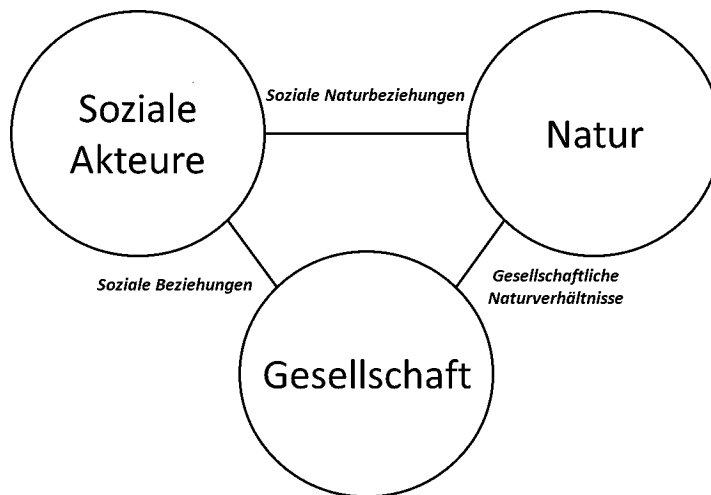 Soziale Naturbeziehungen
Soziale
Akteure
Natur
Soziale Beziehungen
Gesellschaftliche
Naturverhältnisse
Gesellschaft